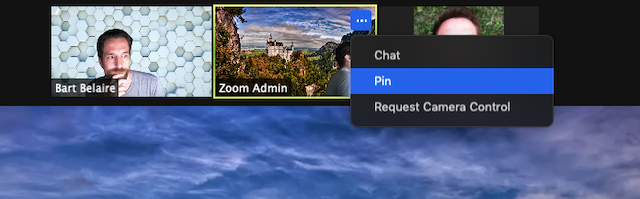 Bart Belaire
Zoom Admin
Chat
Pin
Request Camera Control